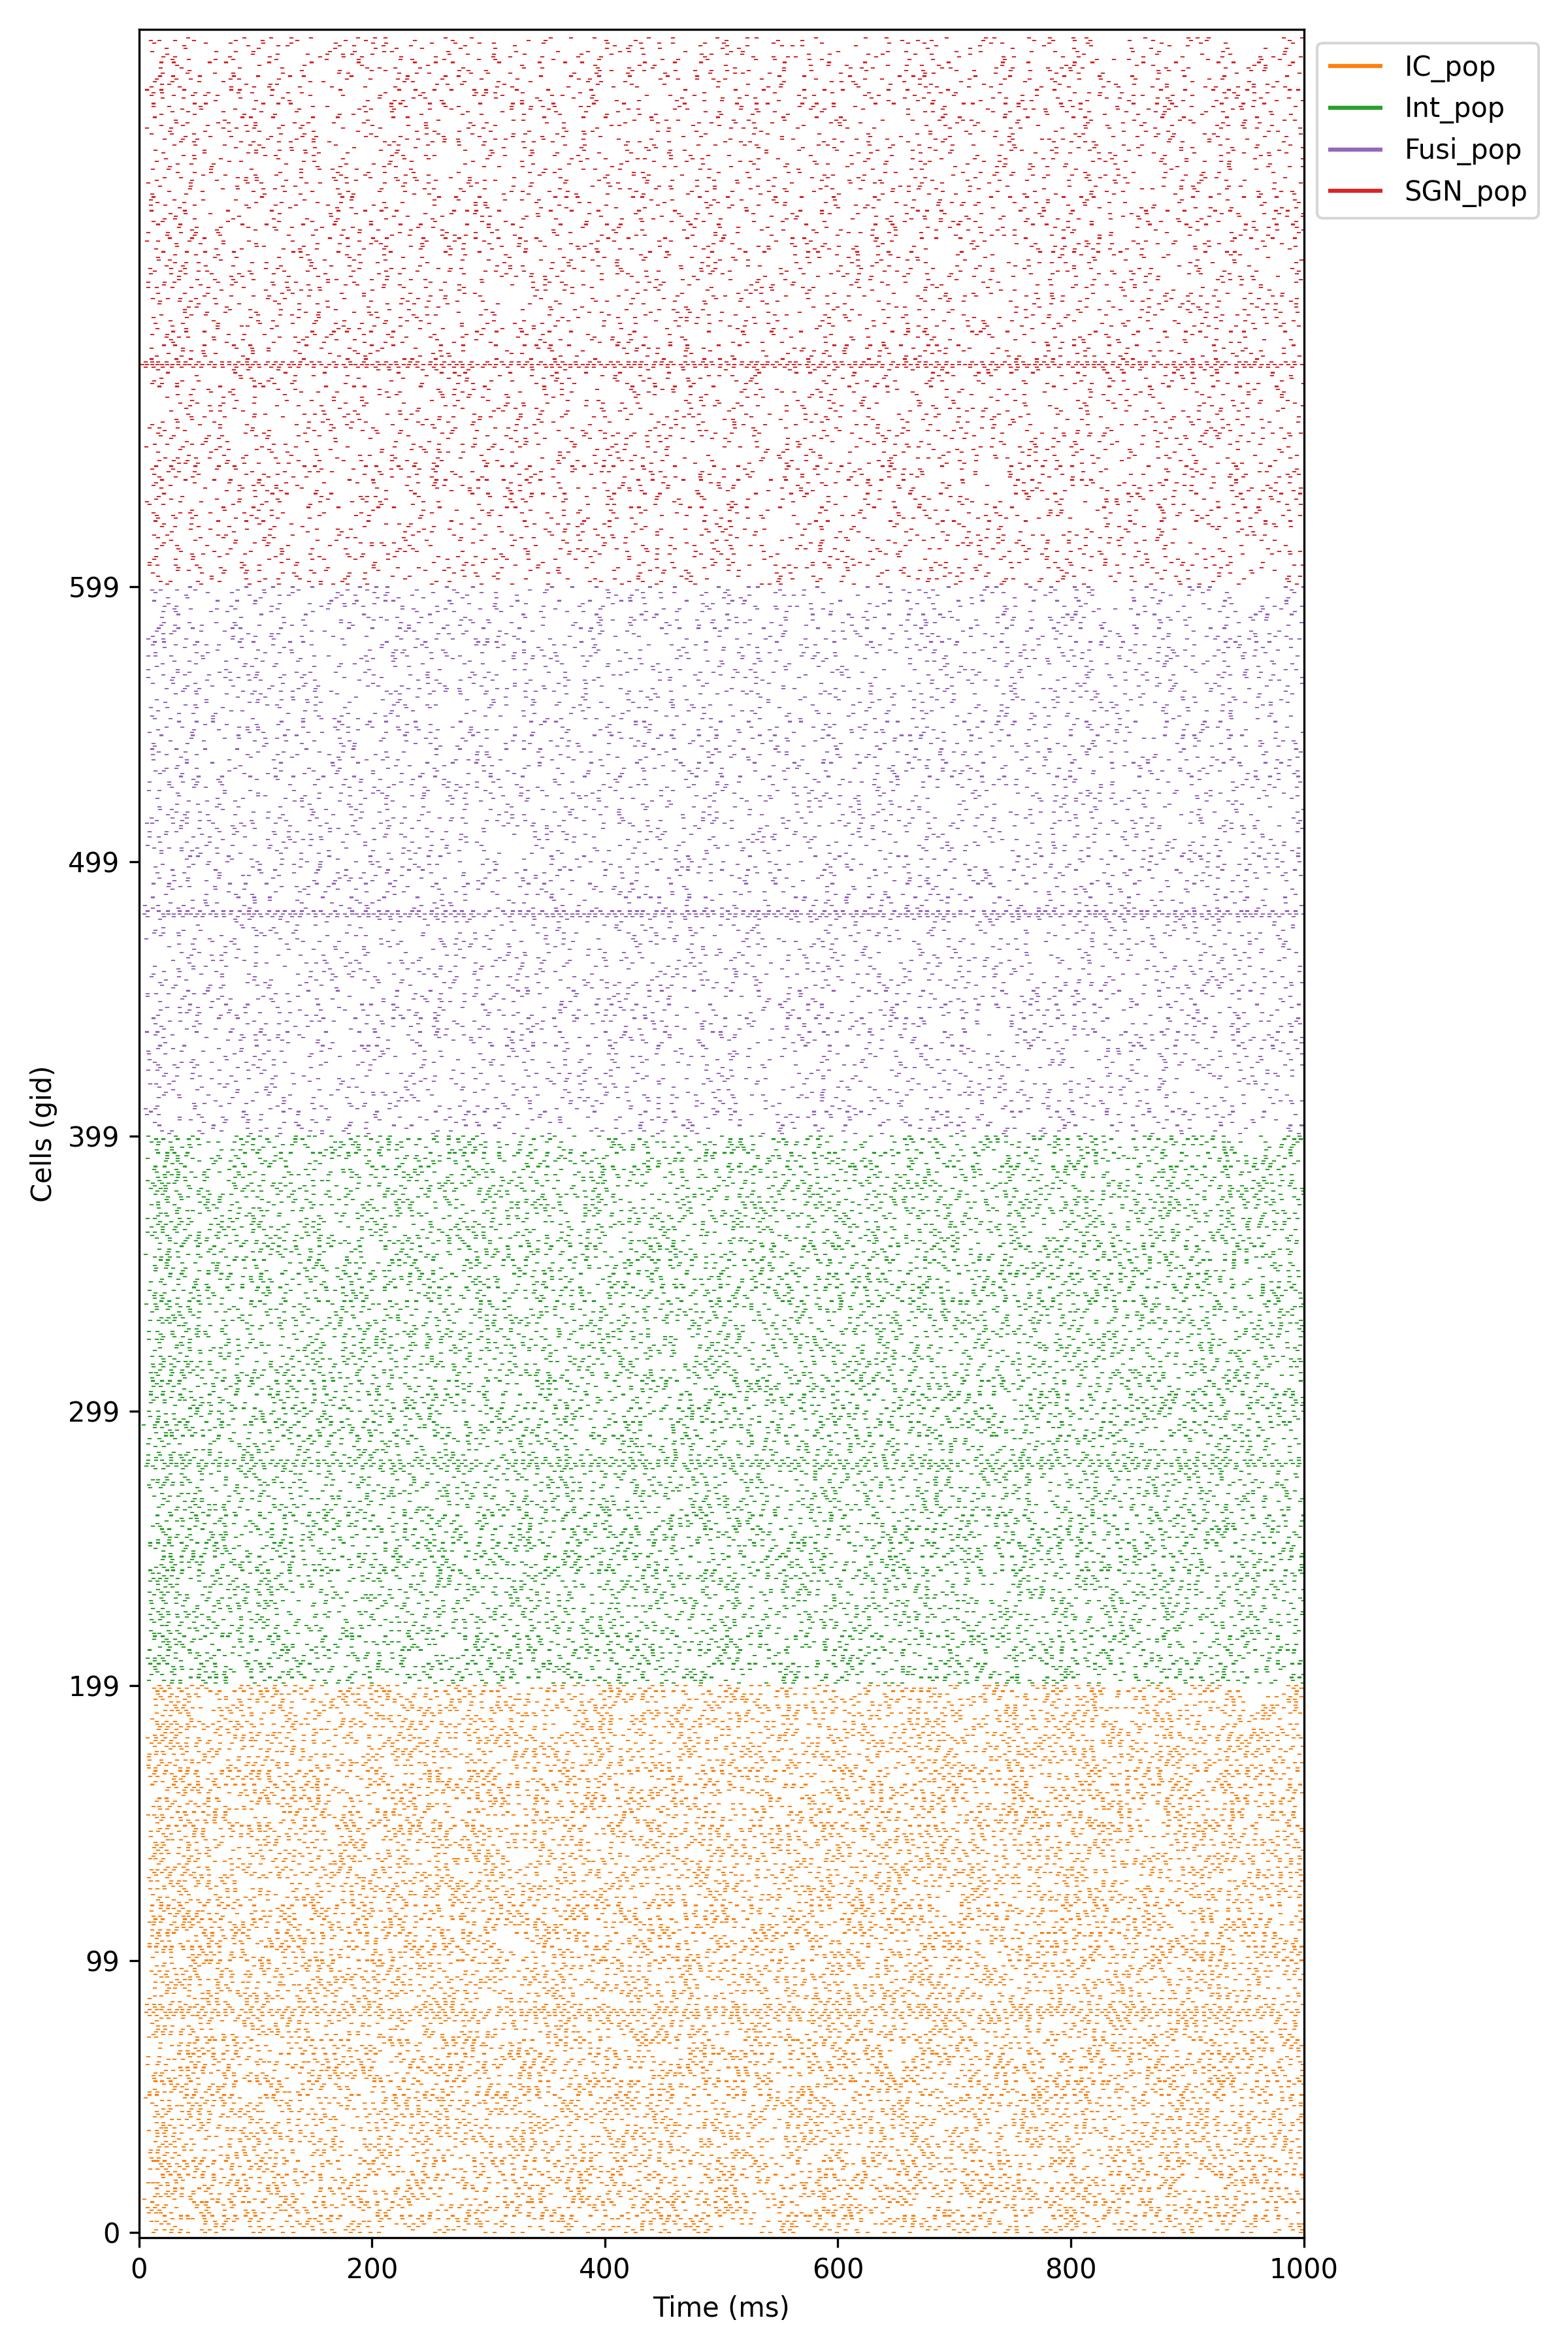 IC_pop
Int_pop
Fusi_pop
SGN_pop
599
499
399
299
199
99
0
Cells (gid)
0 200 400 600 800 1000
Time (ms)